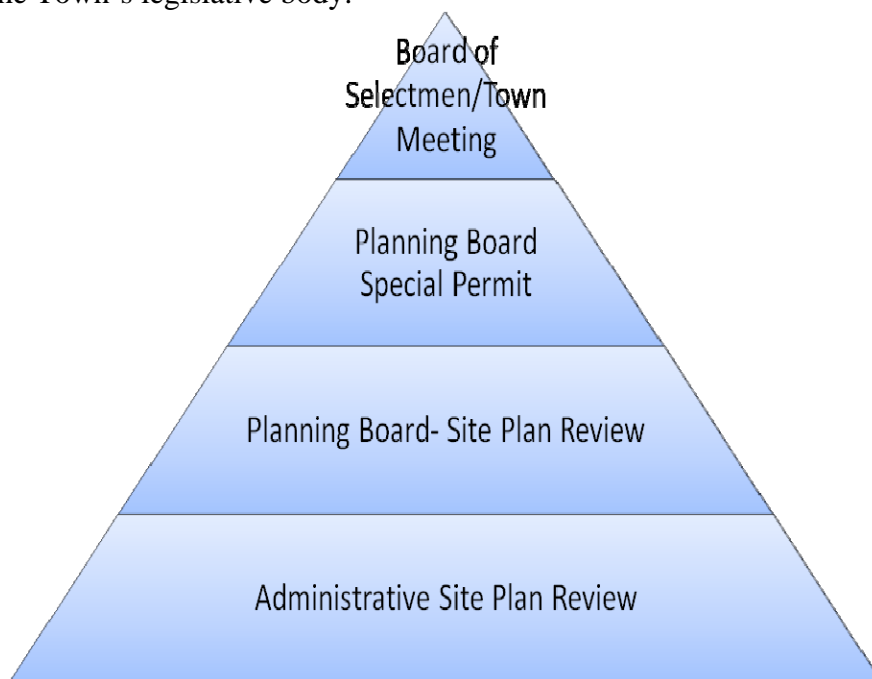 Town's legislative body.
Board of
Selectmen/Town
Meeting
Planning Board
Special Permit
Planning Board- Site Plan Review
Administrative Site Plan Review